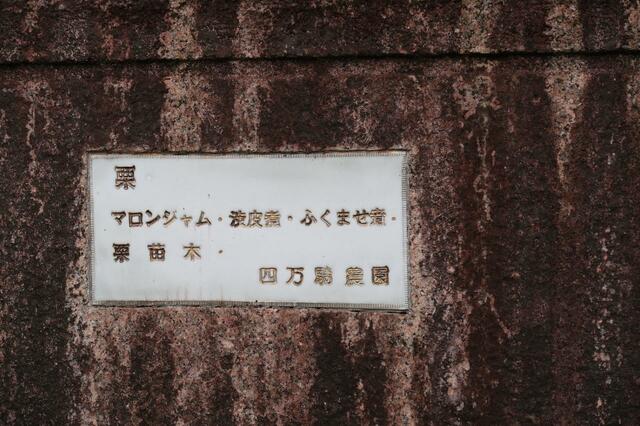 栗
マロンジャム・渋皮煮・ふくませ煮・
栗苗木・
四万騎農園